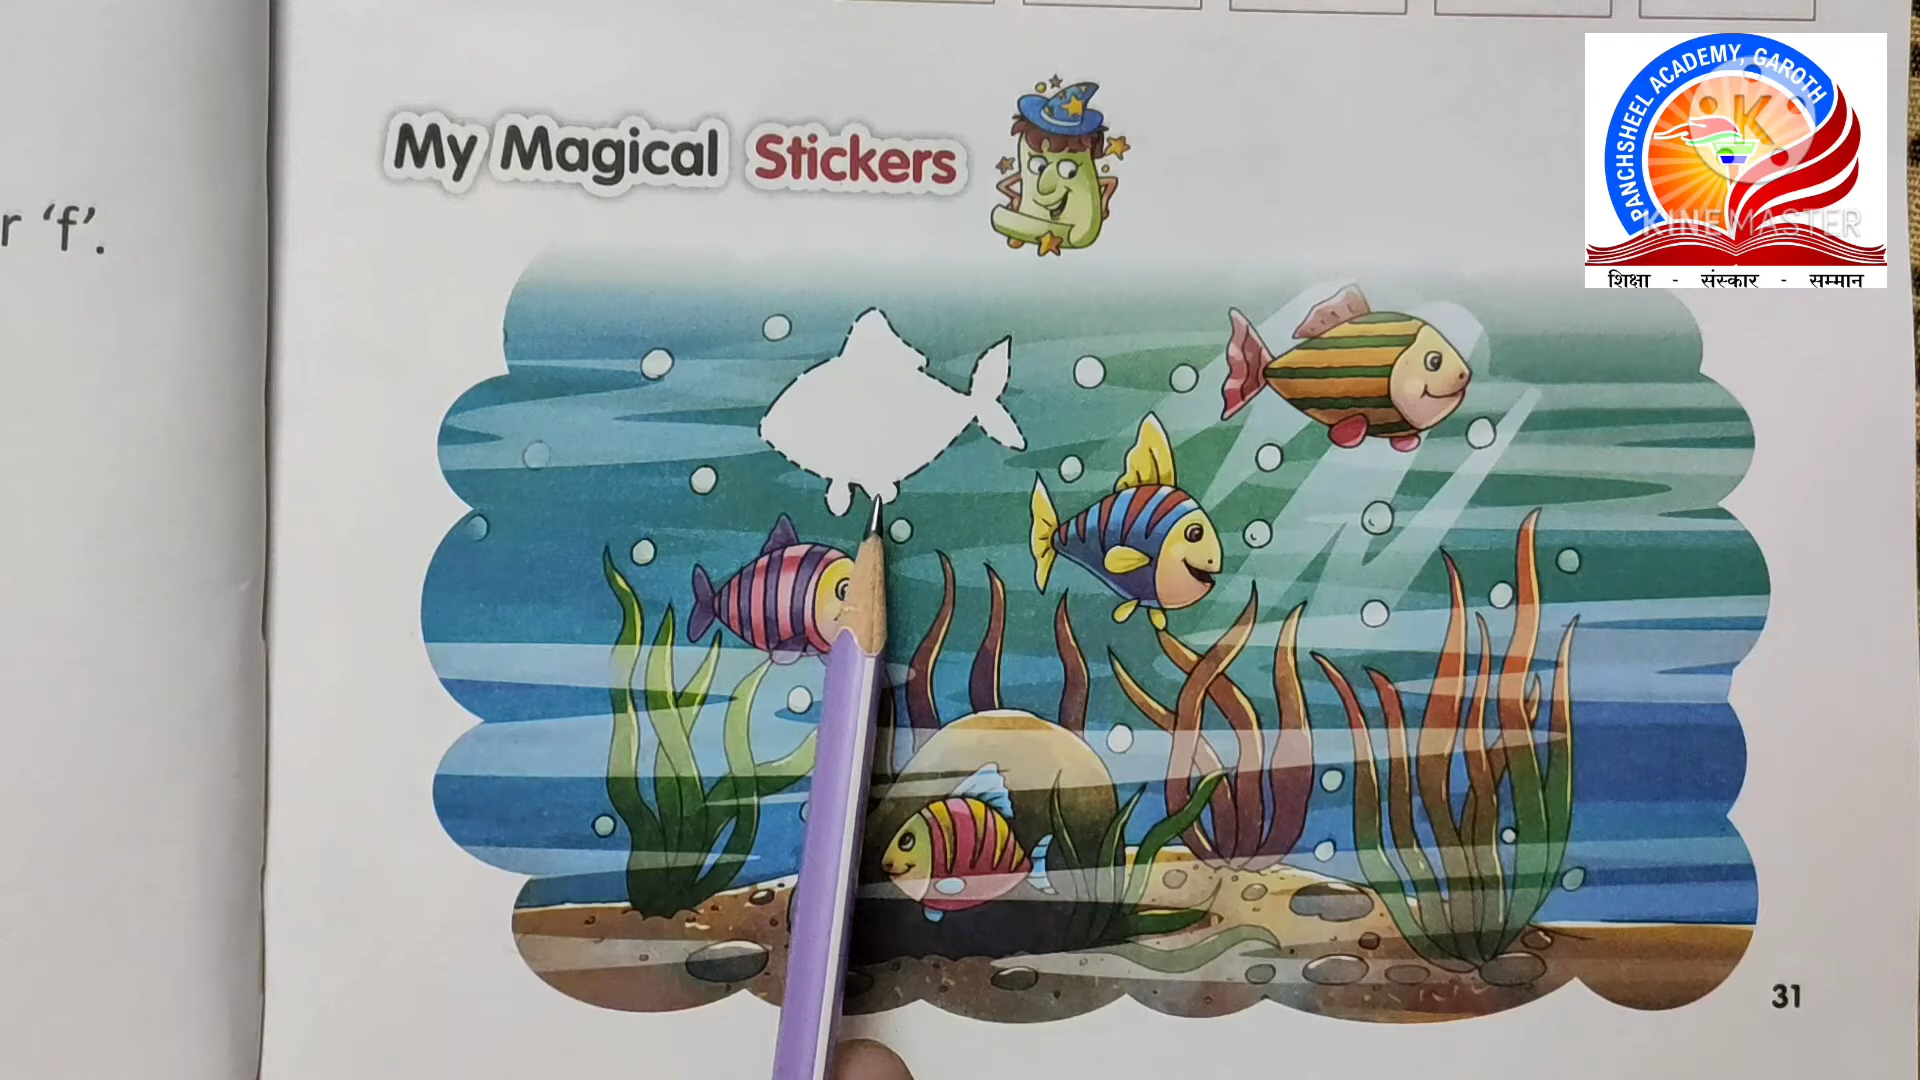 PANCHSHEEL ACADEMY, GAROTH
K
KINEMASTER
शिक्षा - संस्कार - सम्मान
My Magical Stickers
r ‘f’.
31